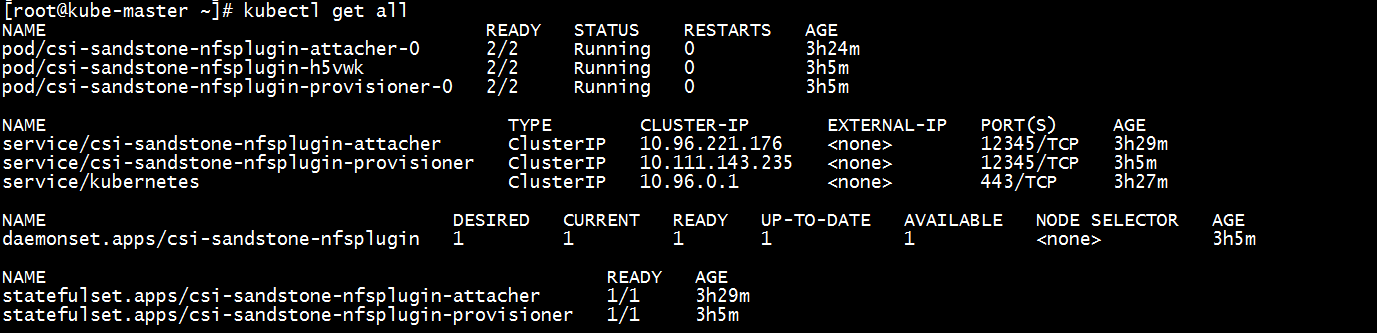 [root@kube-master ~]# kubectl get all
NAME READY STATUS RESTARTS AGE
pod/csi-sandstone-nfsplugin-attacher-0 2/2 Running 0 3h24m
pod/csi-sandstone-nfsplugin-h5vwk 2/2 Running 0 3h5m
pod/csi-sandstone-nfsplugin-provisioner-0 2/2 Running 0 3h5m
NAME TYPE CLUSTER-IP EXTERNAL-IP PORT(S) AGE
service/csi-sandstone-nfsplugin-attacher ClusterIP 10.96.221.176 <none> 12345/TCP 3h29m
service/csi-sandstone-nfsplugin-provisioner ClusterIP 10.111.143.235 <none> 12345/TCP 3h5m
service/kubernetes ClusterIP 10.96.0.1 <none> 443/TCP 3h27m
NAME DESIRED CURRENT READY UP-TO-DATE AVAILABLE NODE SELECTOR AGE
daemonset.apps/csi-sandstone-nfsplugin 1 1 1 1 1 <none> 3h5m
NAME READY AGE
statefulset.apps/csi-sandstone-nfsplugin-attacher 1/1 3h29m
statefulset.apps/csi-sandstone-nfsplugin-provisioner 1/1 3h5m